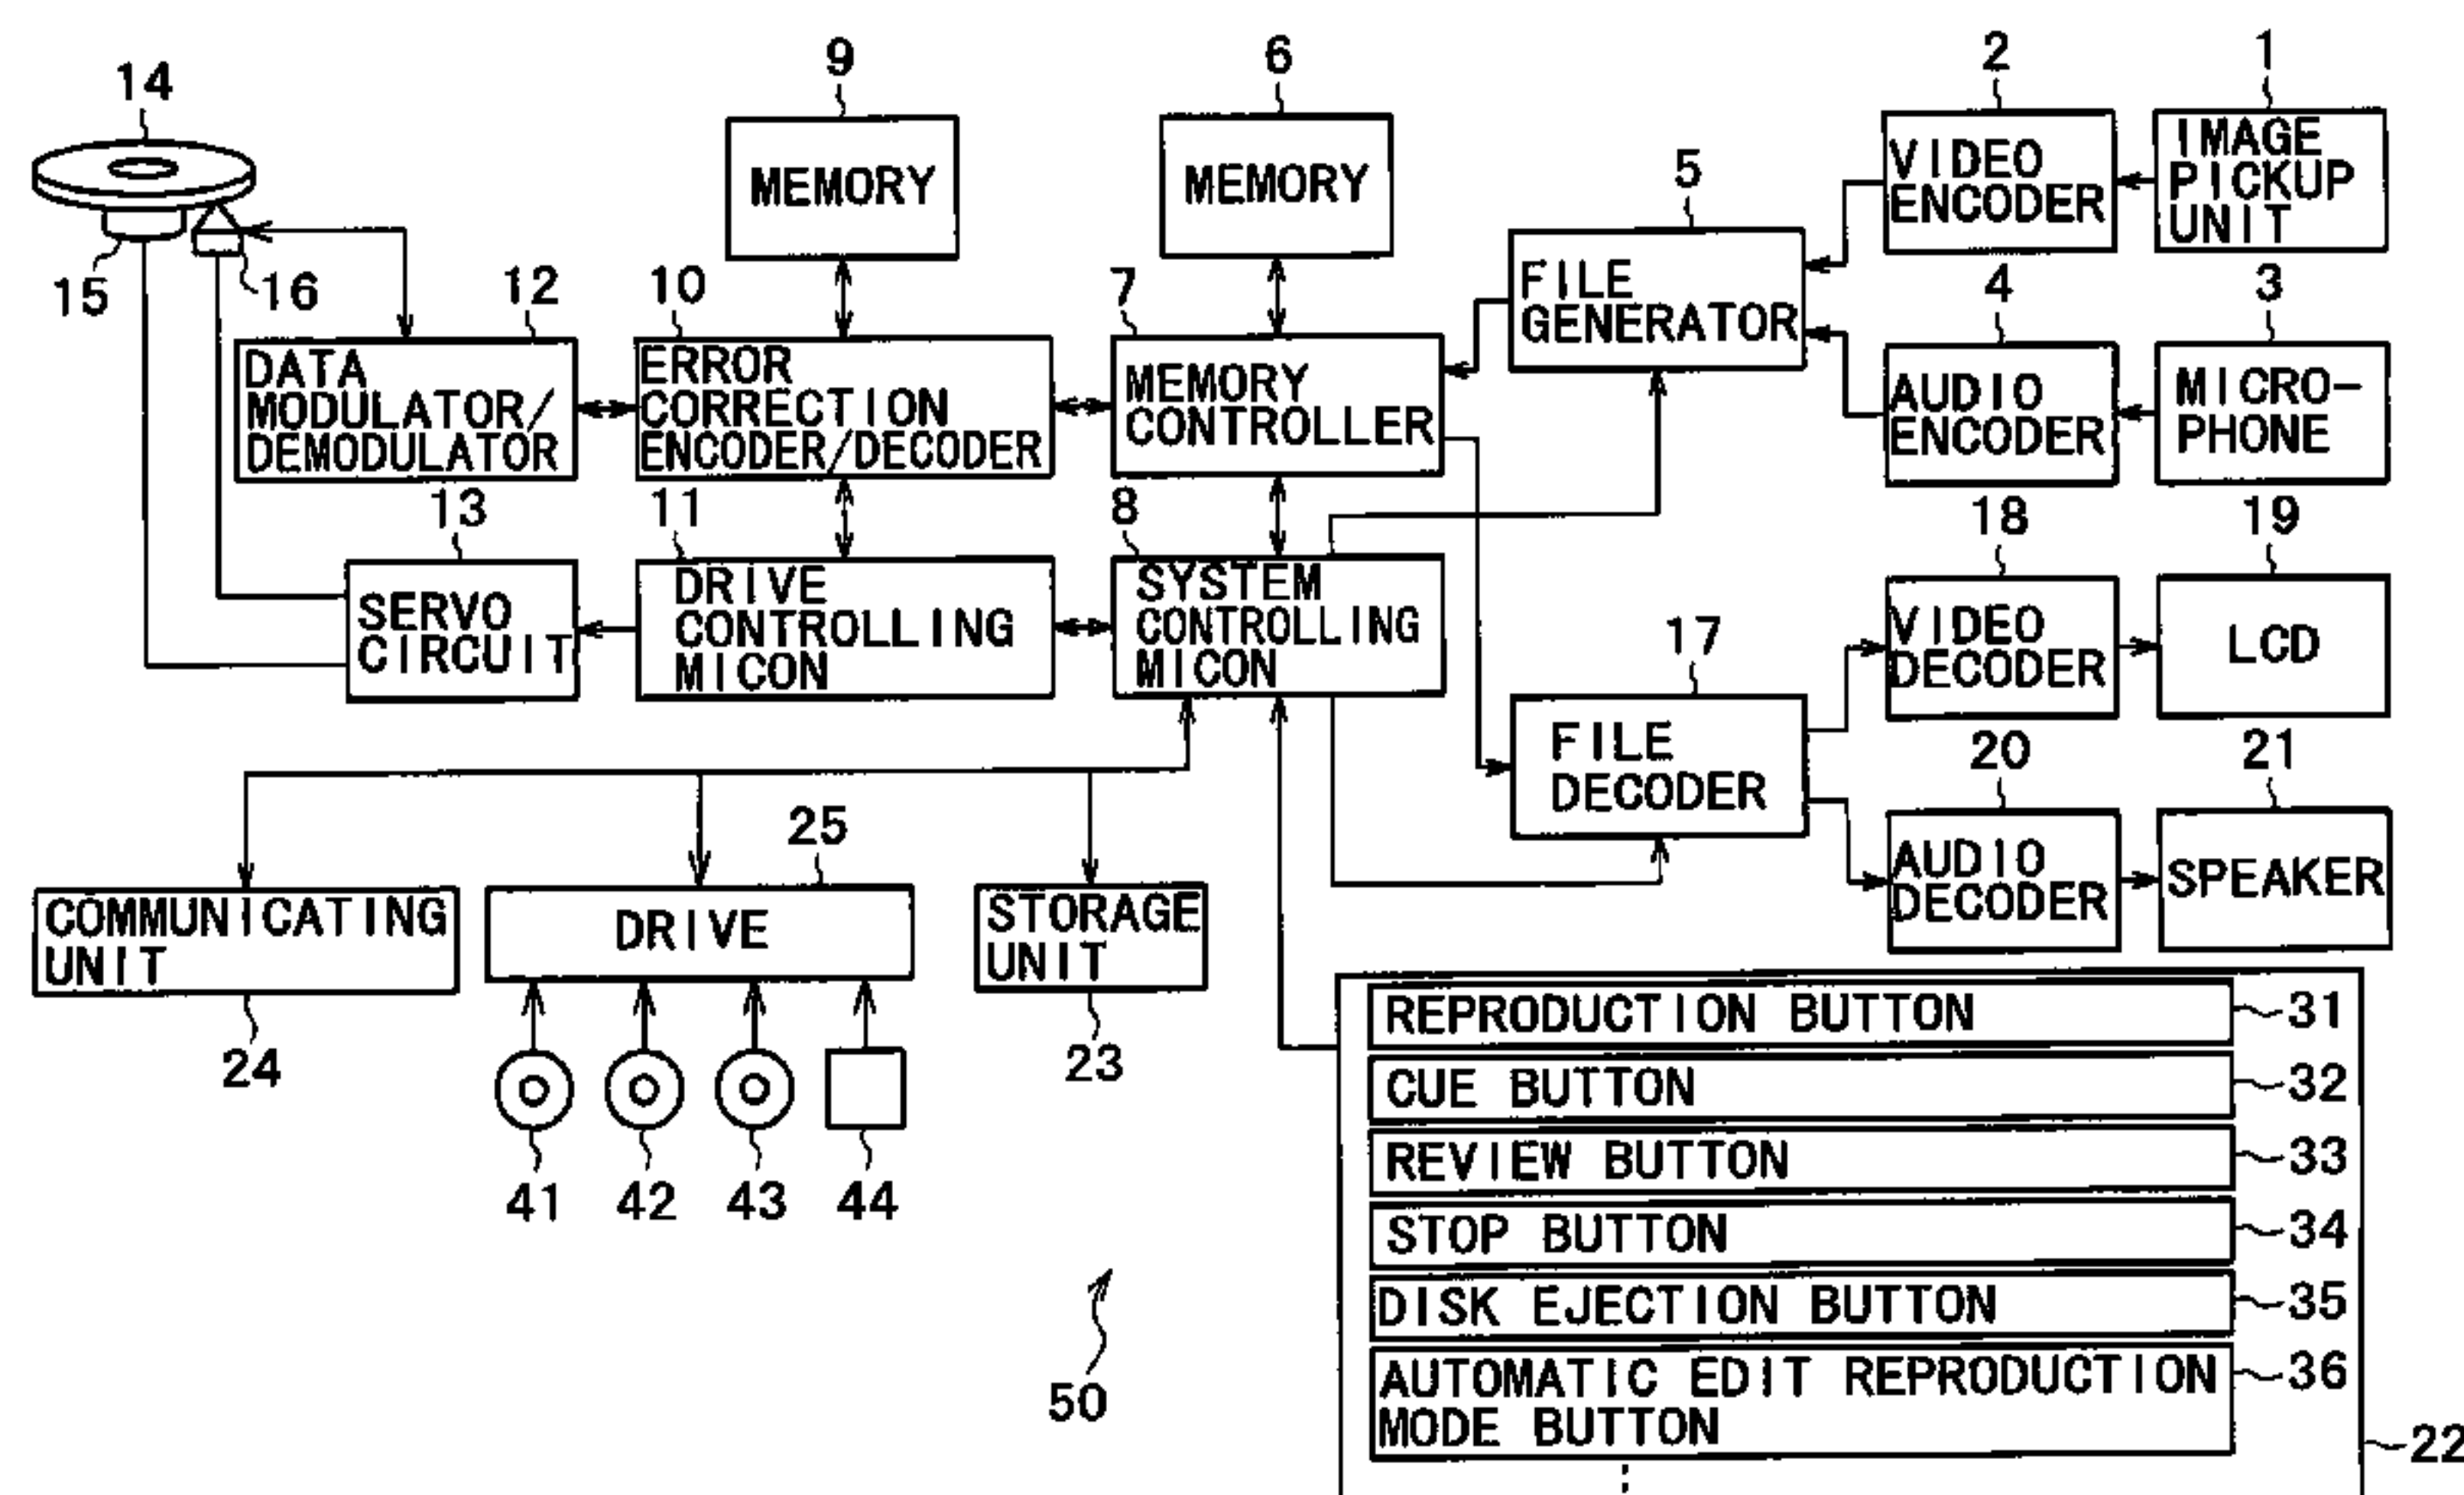 14
9
6
2
1
MEMORY
MEMORY
5
VIDEO
ENCODER
IMAGE
PICKUP
UNIT
15
16
12
10
7
FILE
GENERATOR
4
3
DATA
MODULATOR/
DEMODULATOR
ERROR
CORRECTION
ENCODER/DECODER
MEMORY
CONTROLLER
AUDIO
ENCODER
MICRO-
PHONE
13
11
8
18
19
SERVO
CIRCUIT
DRIVE
CONTROLLING
MICON
SYSTEM
CONTROLLING
MICON
17
VIDEO
DECODER
LCD
FILE
DECODER
20
21
25
COMMUNICATING
UNIT
DRIVE
STORAGE
UNIT
AUDIO
DECODER
SPEAKER
24
23
41
42
43
44
REPRODUCTION BUTTON
31
CUE BUTTON
32
REVIEW BUTTON
33
STOP BUTTON
34
DISK EJECTION BUTTON
35
AUTOMATIC EDIT REPRODUCTION
MODE BUTTON
36
50
22